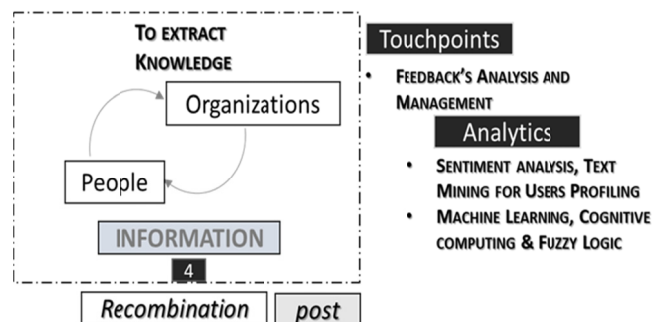 TO EXTRACT
KNOWLEDGE
Organizations
People
INFORMATION
4
Recombination
post
Touchpoints
• FEEDBACK'S ANALYSIS AND
MANAGEMENT
Analytics
• SENTIMENT ANALYSIS, TEXT
MINING FOR USERS PROFILING
• MACHINE LEARNING, COGNITIVE
COMPUTING & FUZZY LOGIC